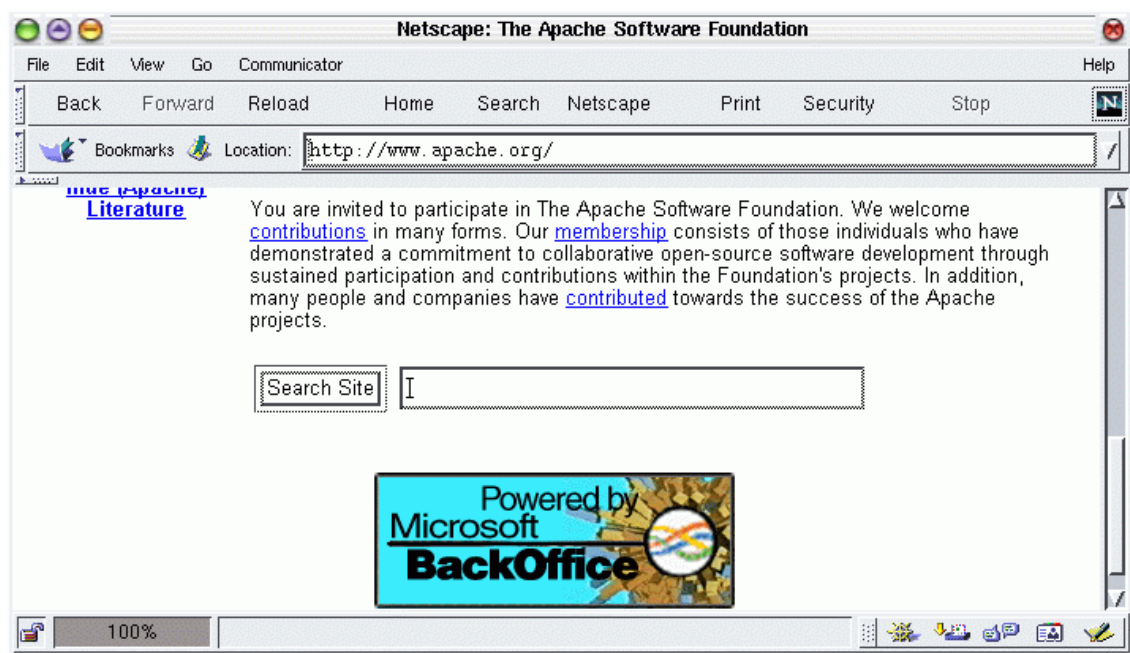 Netscape: The Apache Software Foundation
File Edit View Go Communicator Help
Back Forward Reload Home Search Netscape Print Security Stop N
Bookmarks Location: http://www.apache.org/
Inde (Apache)
Literature
You are invited to participate in The Apache Software Foundation. We welcome
contributions in many forms. Our membership consists of those individuals who have
demonstrated a commitment to collaborative open-source software development through
sustained participation and contributions within the Foundation's projects. In addition,
many people and companies have contributed towards the success of the Apache
projects.
Search Site
Powered by
Microsoft
BackOffice
100%